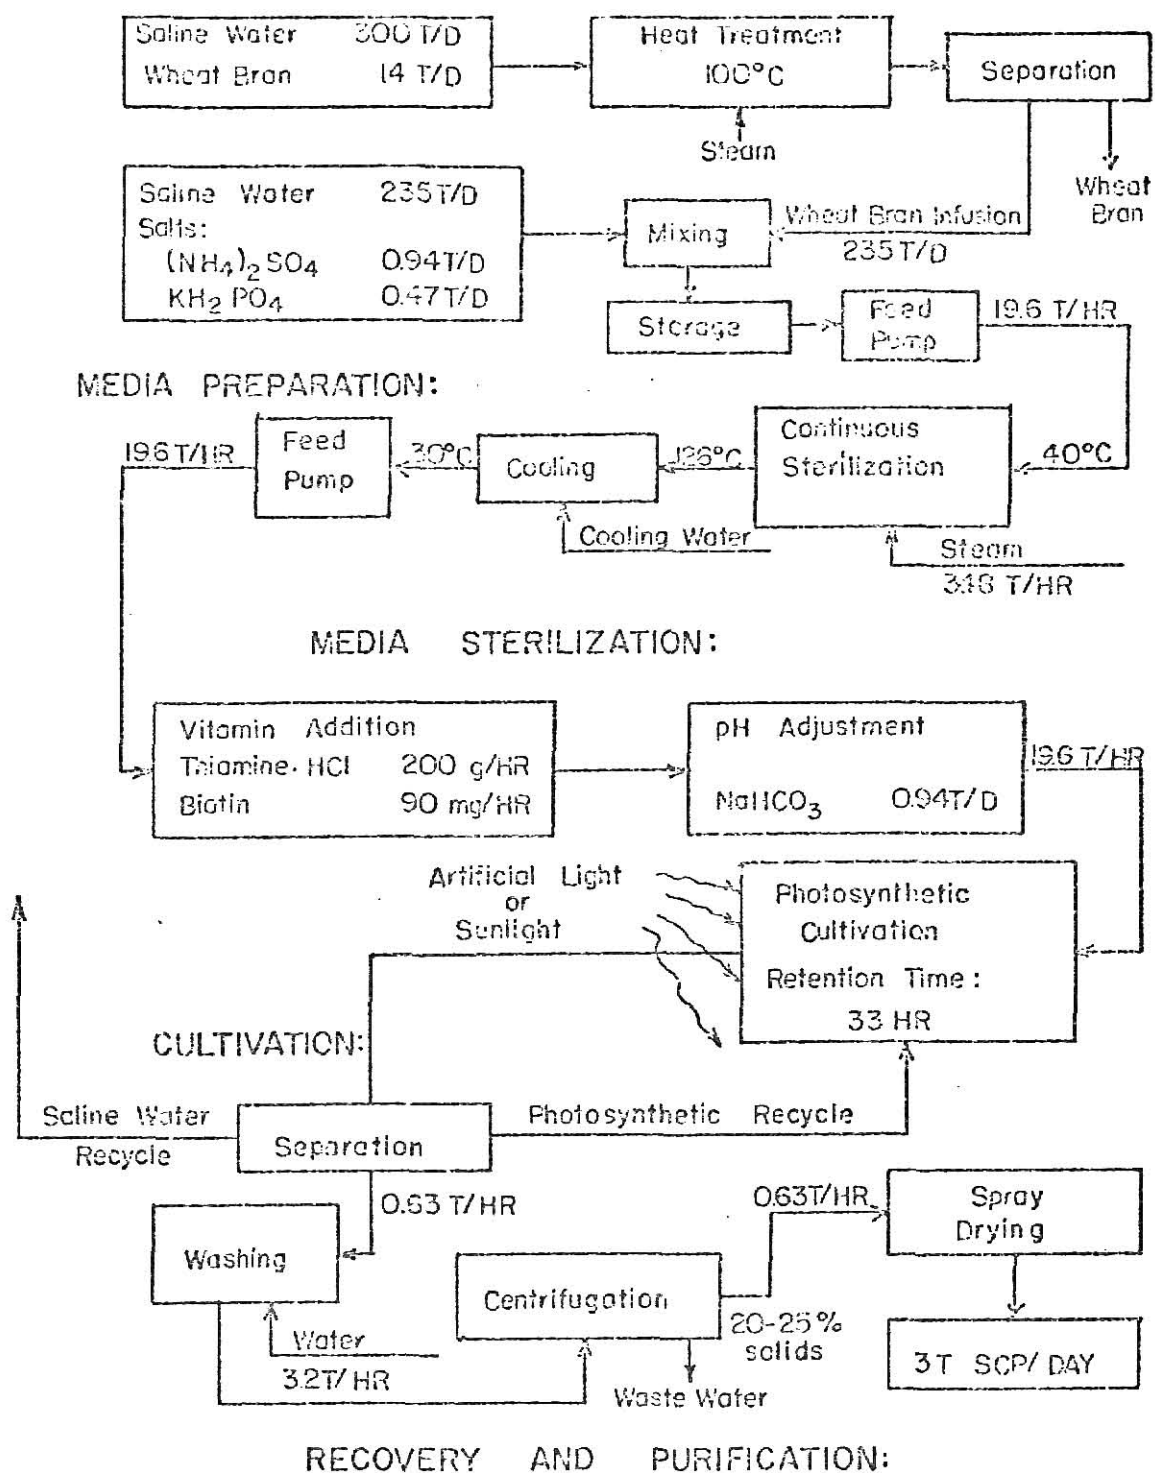 Saline Water 300 T/D
Wheat Bran 14 T/D
Heat Treatment
100°C
Separation
Steam
Wheat
Bran
Saline Water 235 T/D
Salts:
(NH4)2 SO4 0.94 T/D
KH2 PO4 0.47 T/D
Mixing
Wheat Bran Infusion
235 T/D
Storage
Feed
Pump
19.6 T/HR
MEDIA PREPARATION:
19.6 T/HR
Feed
Pump
30°C
Cooling
126°C
Continuous
Sterilization
40°C
Cooling Water
Steam
3.48 T/HR
MEDIA STERILIZATION:
Vitamin Addition
Thiamine·HCl 200 g/HR
Biotin 90 mg/HR
pH Adjustment
NaHCO3 0.94 T/D
19.6 T/HR
Artificial Light
or
Sunlight
Photosynthetic
Cultivation
Retention Time:
33 HR
CULTIVATION:
Saline Water
Recycle
Separation
Photosynthetic Recycle
0.63 T/HR
Washing
Water
3.2 T/HR
Centrifugation
0.63 T/HR
20-25%
solids
Waste Water
Spray
Drying
3 T SCP/DAY
RECOVERY AND PURIFICATION: